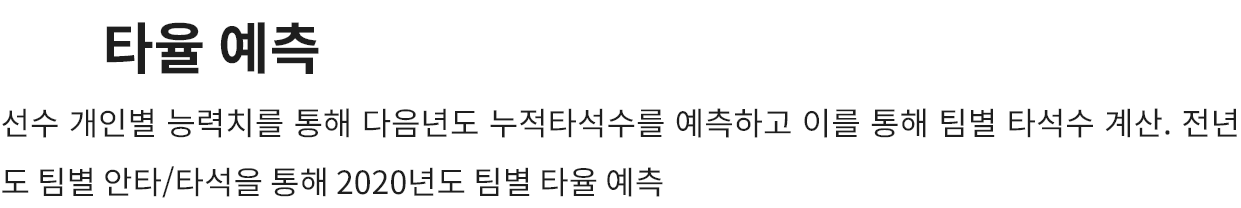 타율 예측
선수 개인별 능력치를 통해 다음년도 누적타석수를 예측하고 이를 통해 팀별 타석수 계산. 전년
도 팀별 안타/타석을 통해 2020년도 팀별 타율 예측